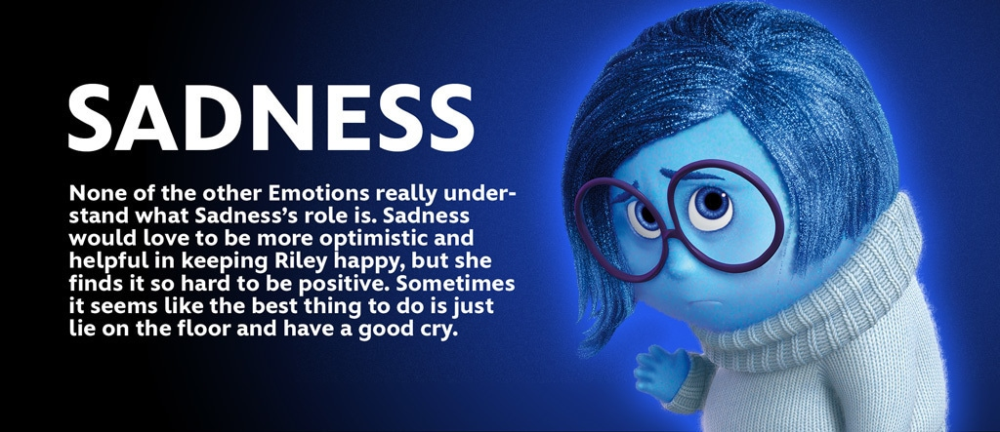 SADNESS
None of the other Emotions really under-
stand what Sadness’s role is. Sadness
would love to be more optimistic and
helpful in keeping Riley happy, but she
finds it so hard to be positive. Sometimes
it seems like the best thing to do is just
lie on the floor and have a good cry.